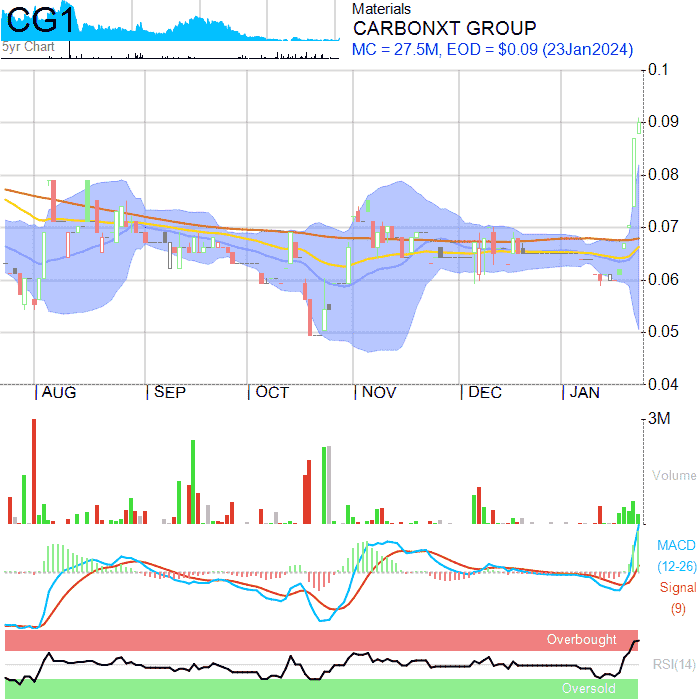 CG1
5yr Chart
Materials
CARBONXT GROUP
MC = 27.5M, EOD = $0.09 (23Jan2024)
0.1
0.09
0.08
0.07
0.06
0.05
0.04
AUG SEP OCT NOV DEC JAN
3M
Volume
MACD
(12-26)
Signal
(9)
Overbought
RSI(14)
Oversold